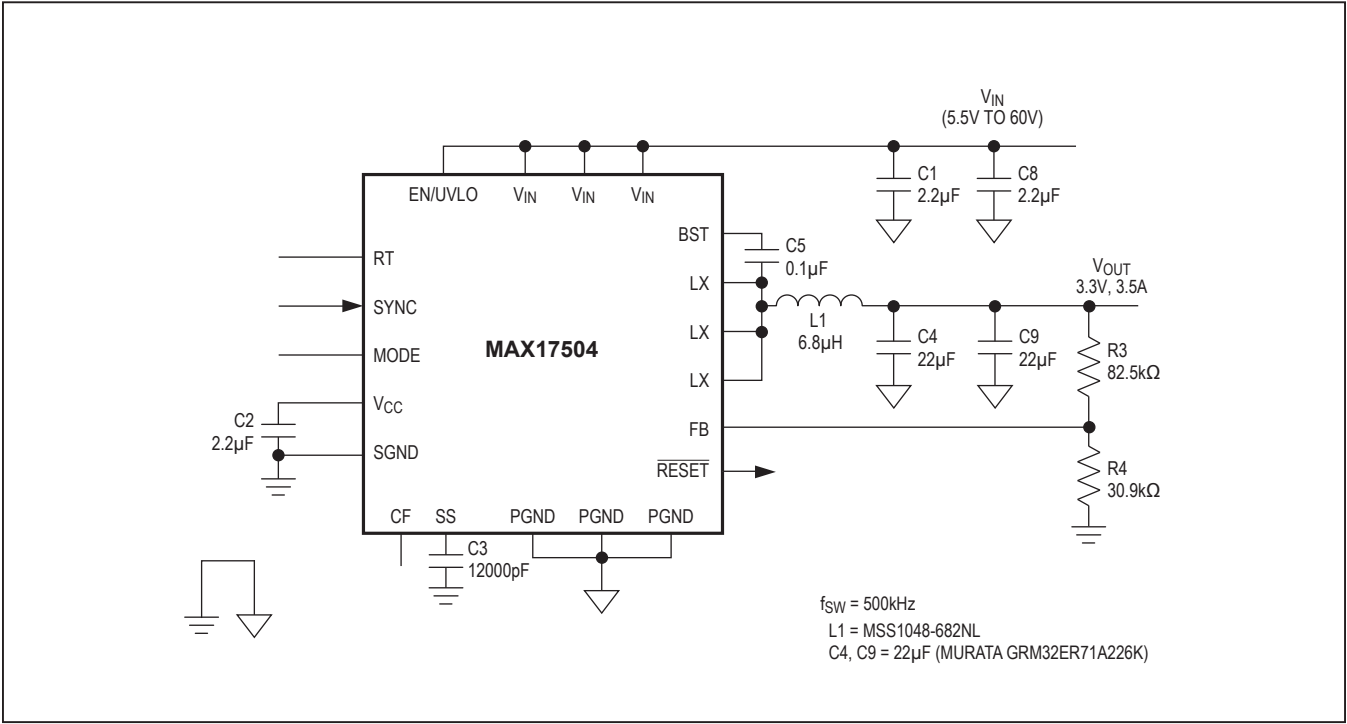 VIN
(5.5V TO 60V)
C1
2.2µF
C8
2.2µF
EN/UVLO
VIN
VIN
VIN
BST
C5
0.1µF
RT
LX
VOUT
3.3V, 3.5A
SYNC
L1
6.8µH
LX
C4
22µF
C9
22µF
R3
82.5kΩ
MAX17504
MODE
LX
VCC
C2
2.2µF
FB
SGND
RESET
R4
30.9kΩ
CF
SS
PGND
PGND
PGND
C3
12000pF
fSW = 500kHz
L1 = MSS1048-682NL
C4, C9 = 22µF (MURATA GRM32ER71A226K)